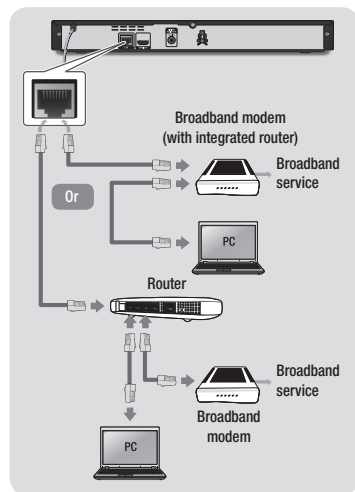 Broadband modem
(with integrated router)
Broadband
service
Or
PC
Router
Broadband
service
Broadband
modem
PC